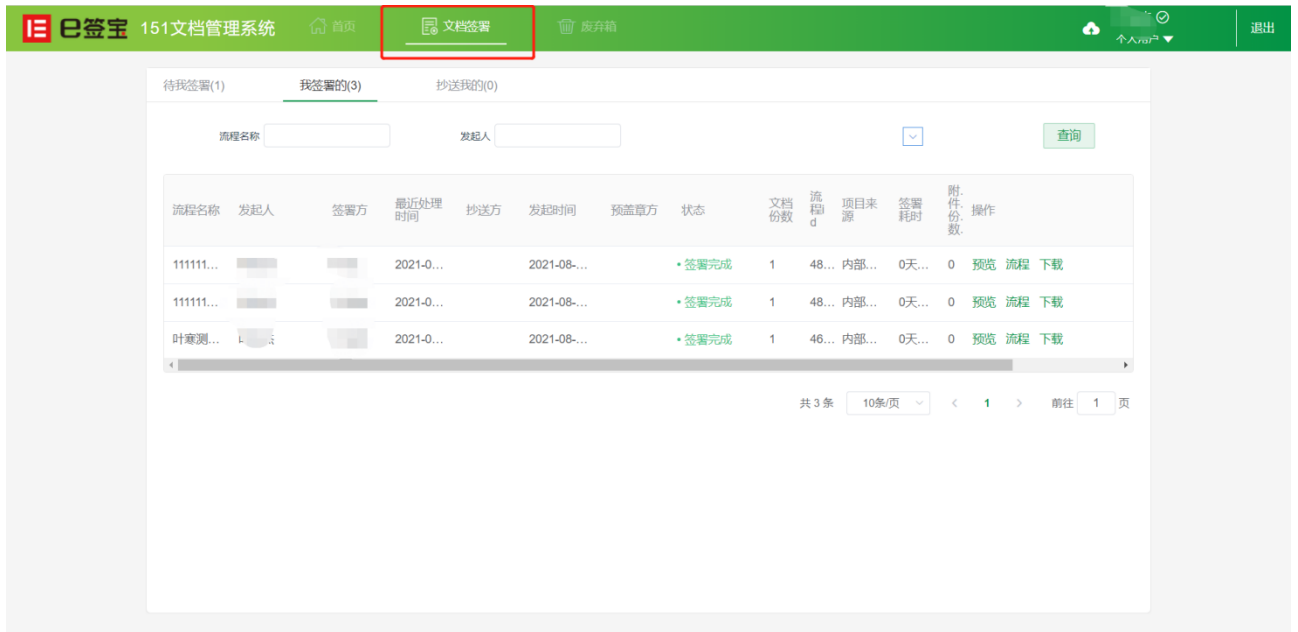 e签宝 151文档管理系统 首页 文档签署 废弃箱 个人用户 退出
待我签署(1) 我签署的(3) 抄送我的(0)
流程名称 发起人 查询
流程名称 发起人 签署方 最近处理时间 抄送方 发起时间 预盖章方 状态 文档份数 流程id 项目来源 签署耗时 附件份数 操作
111111... 2021-0... 2021-08-... • 签署完成 1 48... 内部... 0天... 0 预览 流程 下载
111111... 2021-0... 2021-08-... • 签署完成 1 48... 内部... 0天... 0 预览 流程 下载
叶寒测... 2021-0... 2021-08-... • 签署完成 1 46... 内部... 0天... 0 预览 流程 下载
共 3 条 10条/页 < 1 > 前往 1 页